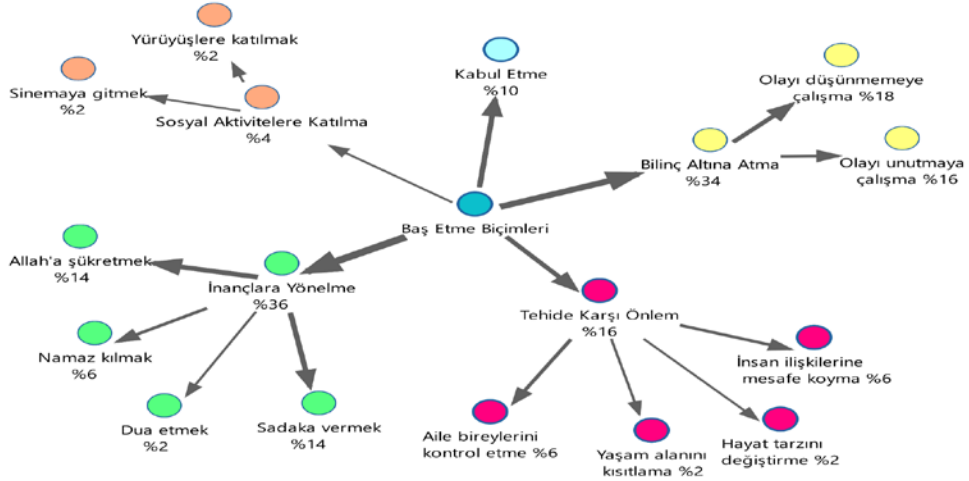 Yürüyüşlere katılmak
%2
Sinemaya gitmek
%2
Sosyal Aktivitelere Katılma
%4
Kabul Etme
%10
Olayı düşünmemeye
çalışma %18
Bilinç Altına Atma
%34
Olayı unutmaya
çalışma %16
Baş Etme Biçimleri
Allah'a şükretmek
%14
İnançlara Yönelme
%36
Namaz kılmak
%6
Dua etmek
%2
Sadaka vermek
%14
Tehide Karşı Önlem
%16
İnsan ilişkilerine
mesafe koyma %6
Aile bireylerini
kontrol etme %6
Yaşam alanını
kısıtlama %2
Hayat tarzını
değiştirme %2